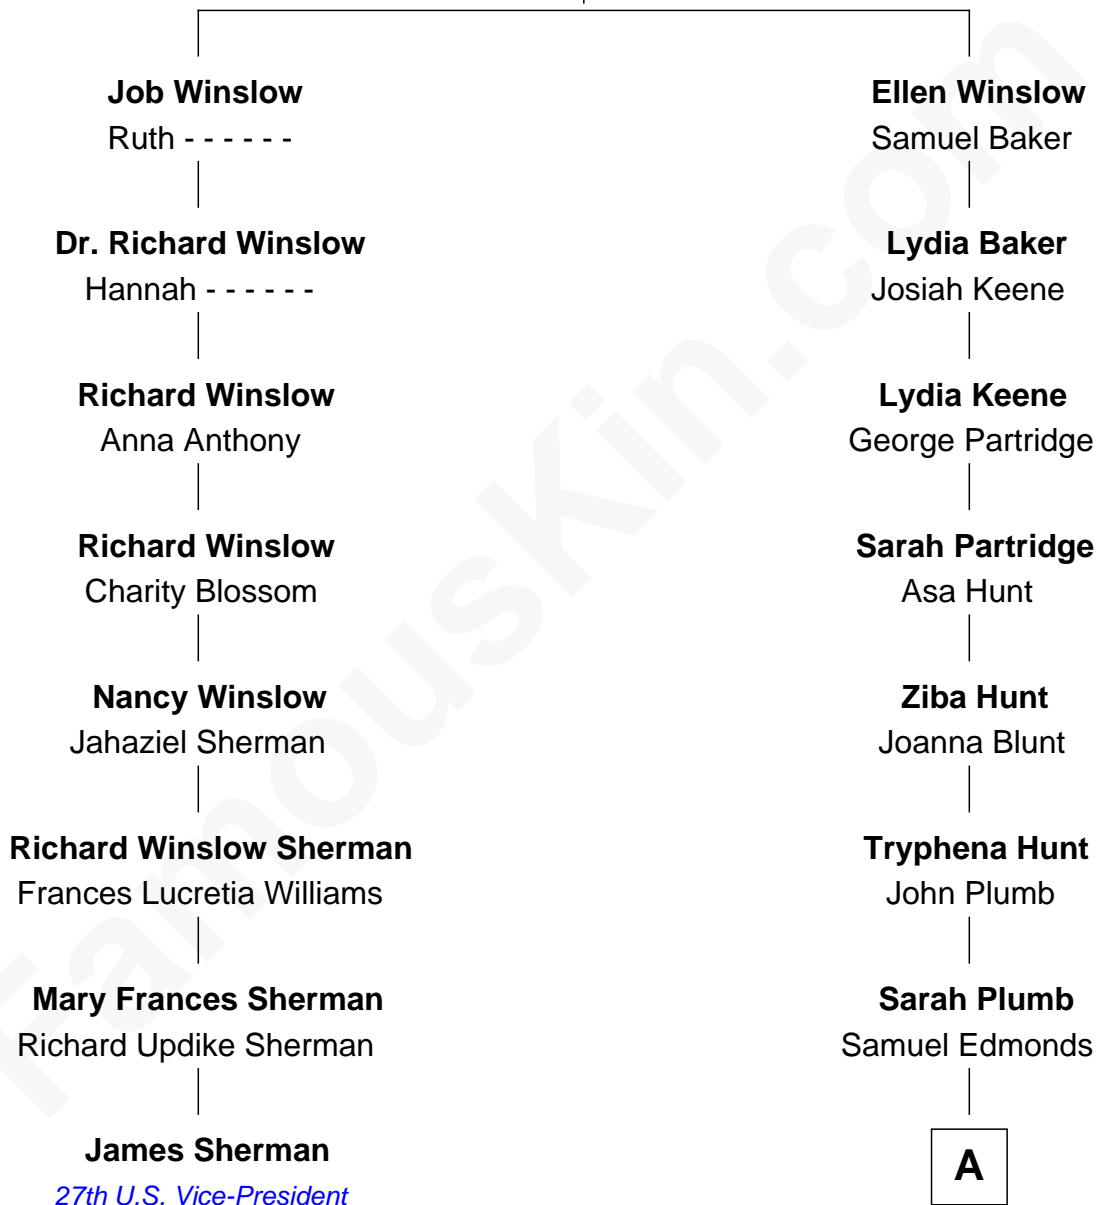 Job Winslow
Ruth - - - - - -
Ellen Winslow
Samuel Baker
Dr. Richard Winslow
Hannah - - - - - -
Lydia Baker
Josiah Keene
Richard Winslow
Anna Anthony
Lydia Keene
George Partridge
Richard Winslow
Charity Blossom
Sarah Partridge
Asa Hunt
Nancy Winslow
Jahaziel Sherman
Ziba Hunt
Joanna Blunt
Richard Winslow Sherman
Frances Lucretia Williams
Tryphena Hunt
John Plumb
Mary Frances Sherman
Richard Updike Sherman
Sarah Plumb
Samuel Edmonds
James Sherman
27th U.S. Vice-President
A
FamousKin.com